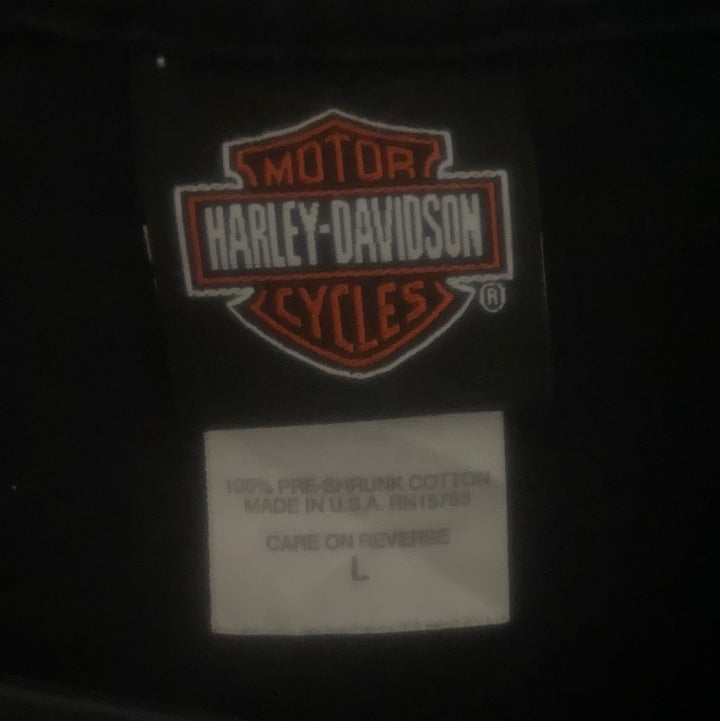 MOTOR
HARLEY-DAVIDSON
CYCLES
®
100% PRE-SHRUNK COTTON
MADE IN U.S.A. RN15763
CARE ON REVERSE
L